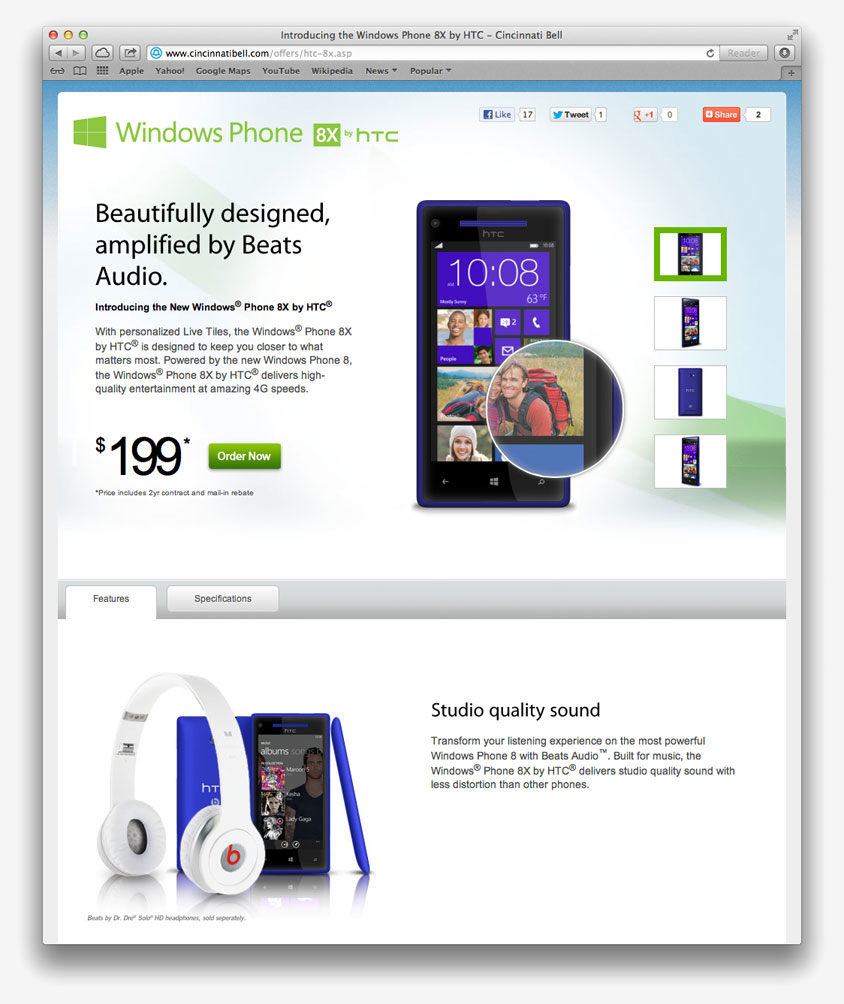 Introducing the Windows Phone 8X by HTC – Cincinnati Bell
www.cincinnatibell.com/offers/htc-8x.asp
Reader
Apple Yahoo! Google Maps YouTube Wikipedia News Popular
Windows Phone 8X by hTC
Like 17 Tweet 1 +1 0 Share 2
Beautifully designed,
amplified by Beats
Audio.
Introducing the New Windows® Phone 8X by HTC®
With personalized Live Tiles, the Windows® Phone 8X
by HTC® is designed to keep you closer to what
matters most. Powered by the new Windows Phone 8,
the Windows® Phone 8X by HTC® delivers high-
quality entertainment at amazing 4G speeds.
$199*
Order Now
*Price includes 2yr contract and mail-in rebate
hTC
10:08
AM
10:08
Mostly Sunny 63 °F
2
People
hTC
Features Specifications
hTC
hTC
MUSIC
albums
Maroon 5
Kesha
Lady Gaga
b
Beats by Dr. Dre® Solo® HD headphones, sold seperately.
Studio quality sound
Transform your listening experience on the most powerful
Windows Phone 8 with Beats Audio™. Built for music, the
Windows® Phone 8X by HTC® delivers studio quality sound with
less distortion than other phones.